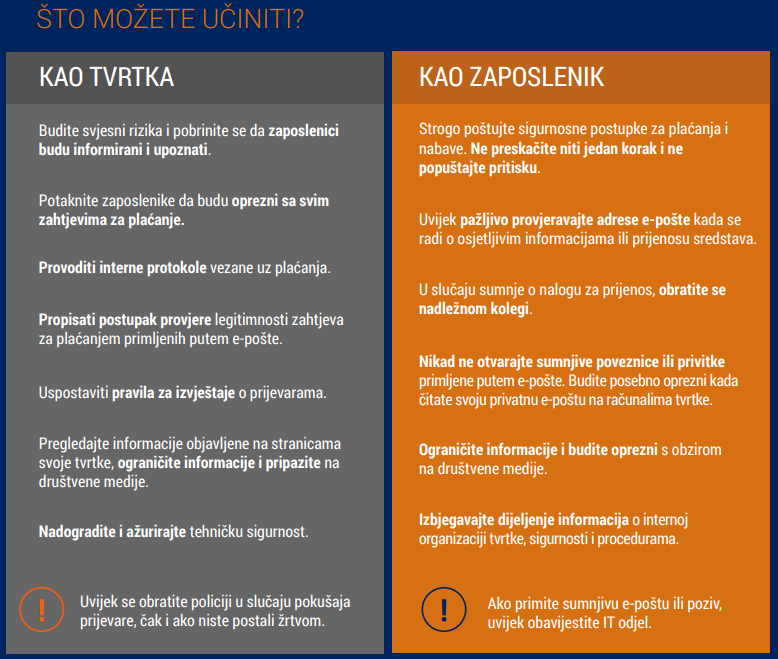 ŠTO MOŽETE UČINITI?
KAO TVRTKA
Budite svjesni rizika i pobrinite se da zaposlenici
budu informirani i upoznati.
Potaknite zaposlenike da budu oprezni sa svim
zahtjevima za plaćanje.
Provoditi interne protokole vezane uz plaćanja.
Propisati postupak provjere legitimnosti zahtjeva
za plaćanjem primljenih putem e-pošte.
Uspostaviti pravila za izvještaje o prijevarama.
Pregledajte informacije objavljene na stranicama
svoje tvrtke, ograničite informacije i pripazite na
društvene medije.
Nadogradite i ažurirajte tehničku sigurnost.
! Uvijek se obratite policiji u slučaju pokušaja
prijevare, čak i ako niste postali žrtvom.
KAO ZAPOSLENIK
Strogo poštujte sigurnosne postupke za plaćanja i
nabave. Ne preskačite niti jedan korak i ne
popuštajte pritisku.
Uvijek pažljivo provjeravajte adrese e-pošte kada se
radi o osjetljivim informacijama ili prijenosu sredstava.
U slučaju sumnje o nalogu za prijenos, obratite se
nadležnom kolegi.
Nikad ne otvarajte sumnjive poveznice ili privitke
primljene putem e-pošte. Budite posebno oprezni kada
čitate svoju privatnu e-poštu na računalima tvrtke.
Ograničite informacije i budite oprezni s obzirom
na društvene medije.
Izbjegavajte dijeljenje informacija o internoj
organizaciji tvrtke, sigurnosti i procedurama.
! Ako primite sumnjivu e-poštu ili poziv,
uvijek obavijestite IT odjel.